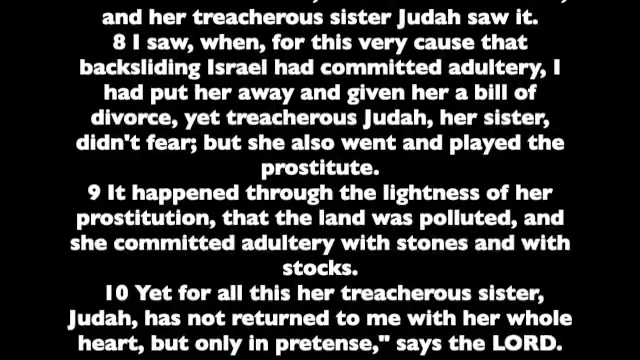 and her treacherous sister Judah saw it.
8 I saw, when, for this very cause that
backsliding Israel had committed adultery, I
had put her away and given her a bill of
divorce, yet treacherous Judah, her sister,
didn't fear; but she also went and played the
prostitute.
9 It happened through the lightness of her
prostitution, that the land was polluted, and
she committed adultery with stones and with
stocks.
10 Yet for all this her treacherous sister,
Judah, has not returned to me with her whole
heart, but only in pretense," says the LORD.